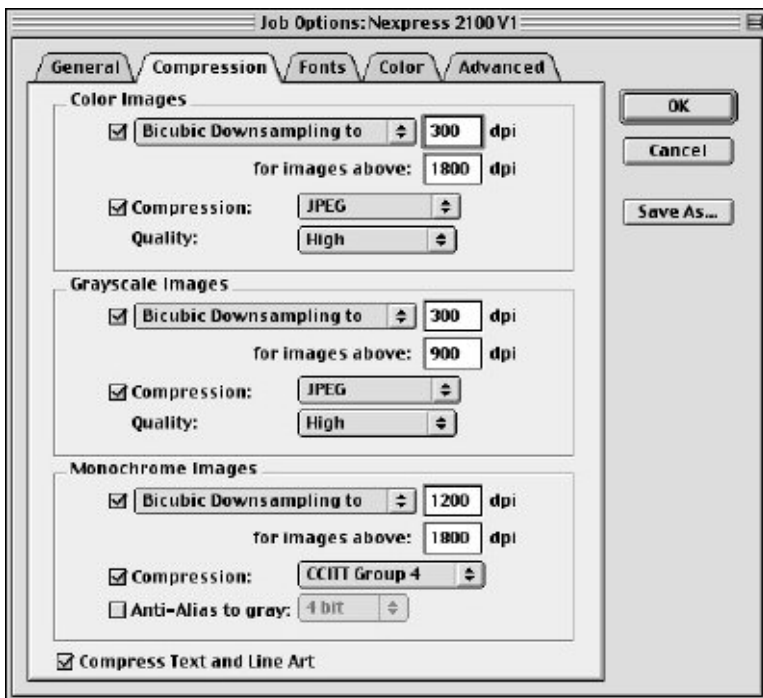 Job Options: Nexpress 2100 V1
General Compression Fonts Color Advanced
Color Images
Bicubic Downsampling to 300 dpi
for images above: 1800 dpi
Compression: JPEG
Quality: High
Grayscale Images
Bicubic Downsampling to 300 dpi
for images above: 900 dpi
Compression: JPEG
Quality: High
Monochrome Images
Bicubic Downsampling to 1200 dpi
for images above: 1800 dpi
Compression: CCITT Group 4
Anti-Alias to gray: 4 bit
Compress Text and Line Art
OK
Cancel
Save As...